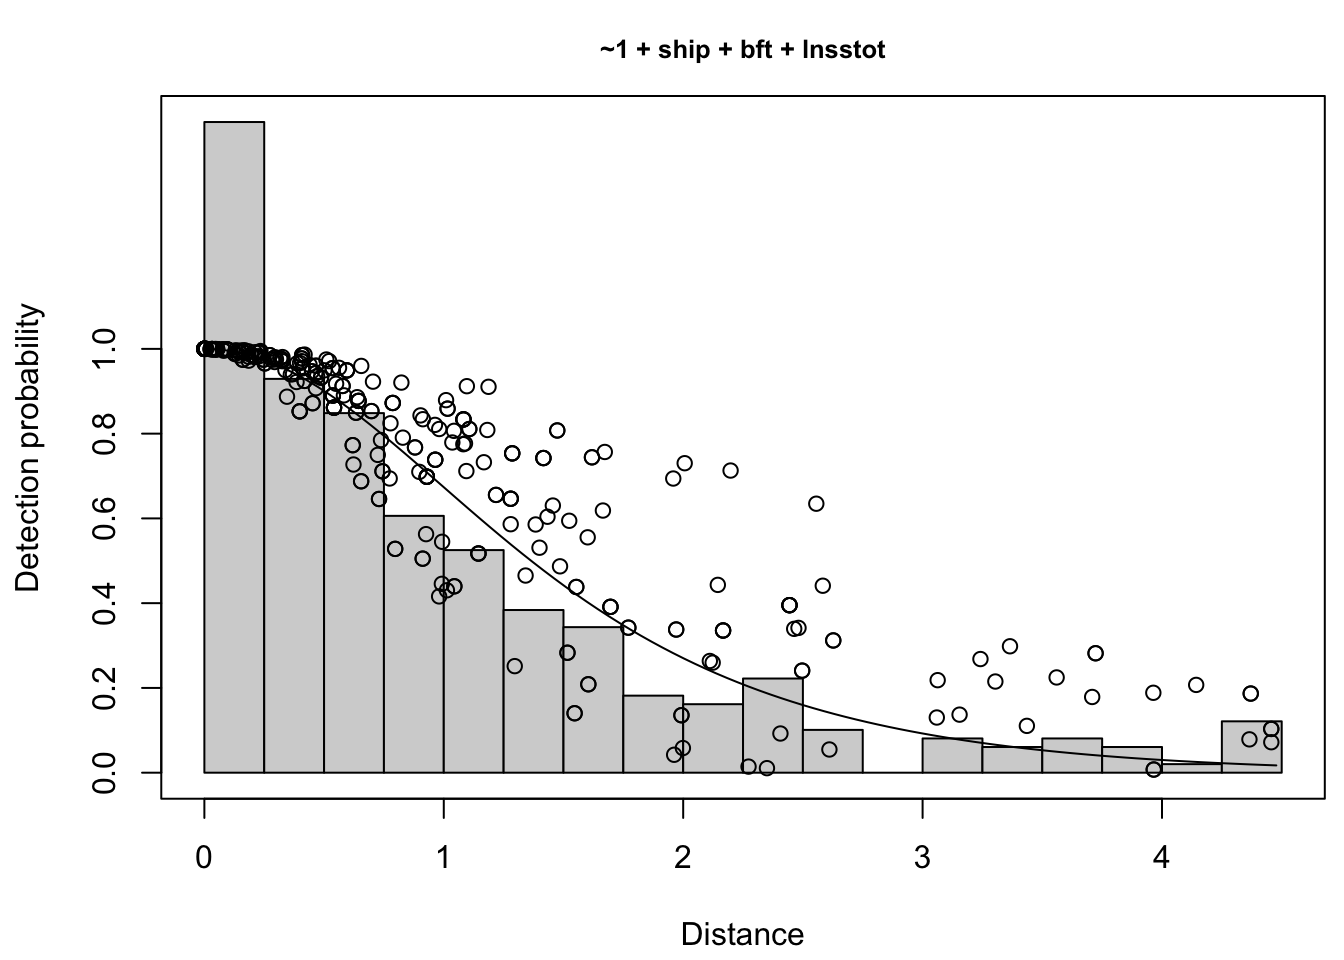 ~1 + ship + bft + lnsstot
Detection probability
1.0
0.8
0.6
0.4
0.2
0.0
0 1 2 3 4
Distance